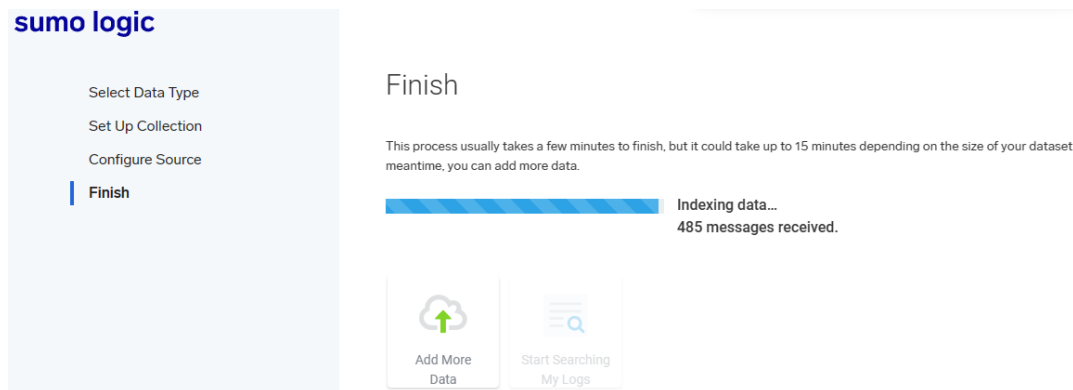 sumo logic
Select Data Type
Set Up Collection
Configure Source
Finish
Finish
This process usually takes a few minutes to finish, but it could take up to 15 minutes depending on the size of your dataset
meantime, you can add more data.
Indexing data...
485 messages received.
Add More
Data
Start Searching
My Logs